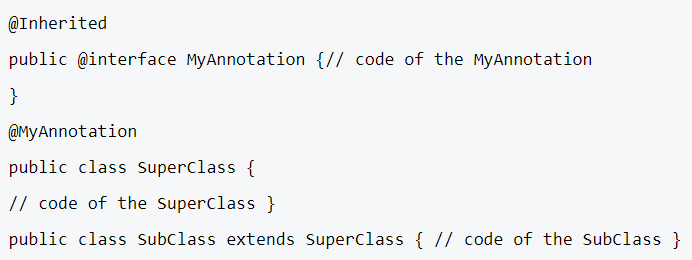 @Inherited
public @interface MyAnnotation {// code of the MyAnnotation
}
@MyAnnotation
public class SuperClass {
// code of the SuperClass }
public class SubClass extends SuperClass { // code of the SubClass }